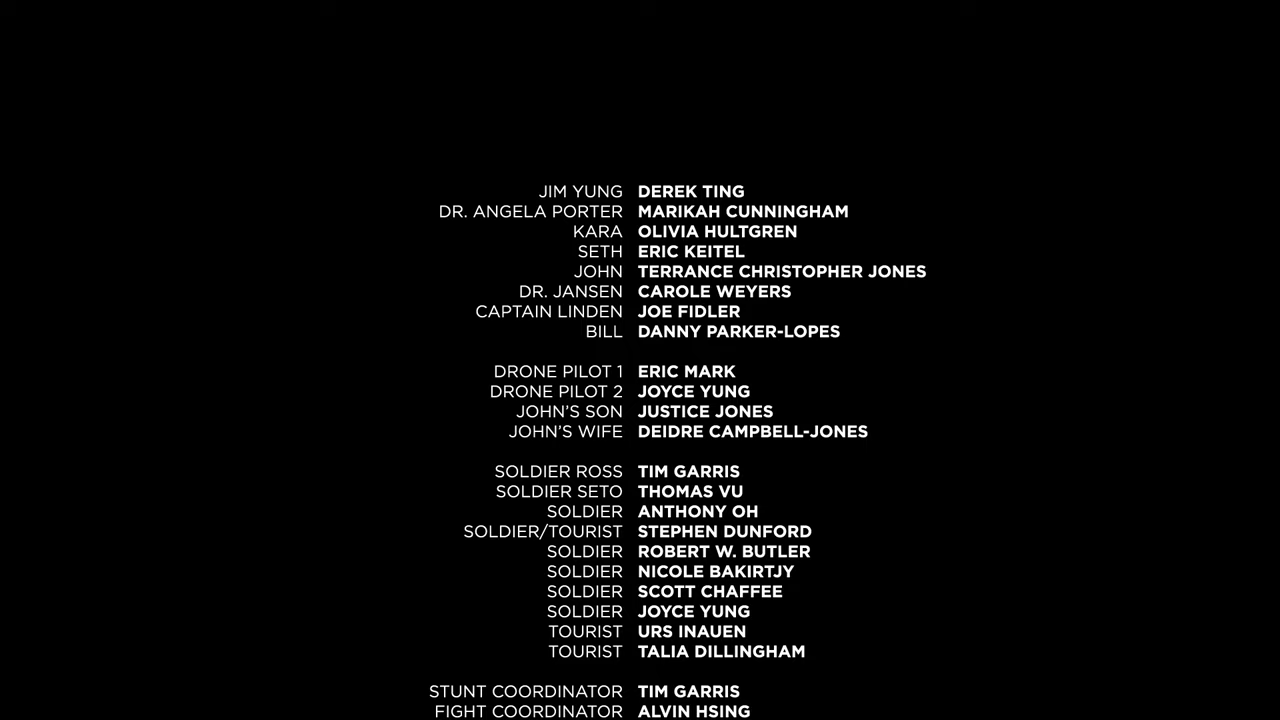 JIM YUNG DEREK TING
DR. ANGELA PORTER MARIKAH CUNNINGHAM
KARA OLIVIA HULTGREN
SETH ERIC KEITEL
JOHN TERRANCE CHRISTOPHER JONES
DR. JANSEN CAROLE WEYERS
CAPTAIN LINDEN JOE FIDLER
BILL DANNY PARKER-LOPES
DRONE PILOT 1 ERIC MARK
DRONE PILOT 2 JOYCE YUNG
JOHN'S SON JUSTICE JONES
JOHN'S WIFE DEIDRE CAMPBELL-JONES
SOLDIER ROSS TIM GARRIS
SOLDIER SETO THOMAS VU
SOLDIER ANTHONY OH
SOLDIER/TOURIST STEPHEN DUNFORD
SOLDIER ROBERT W. BUTLER
SOLDIER NICOLE BAKIRTJY
SOLDIER SCOTT CHAFFEE
SOLDIER JOYCE YUNG
TOURIST URS INAUEN
TOURIST TALIA DILLINGHAM
STUNT COORDINATOR TIM GARRIS
FIGHT COORDINATOR ALVIN HSING